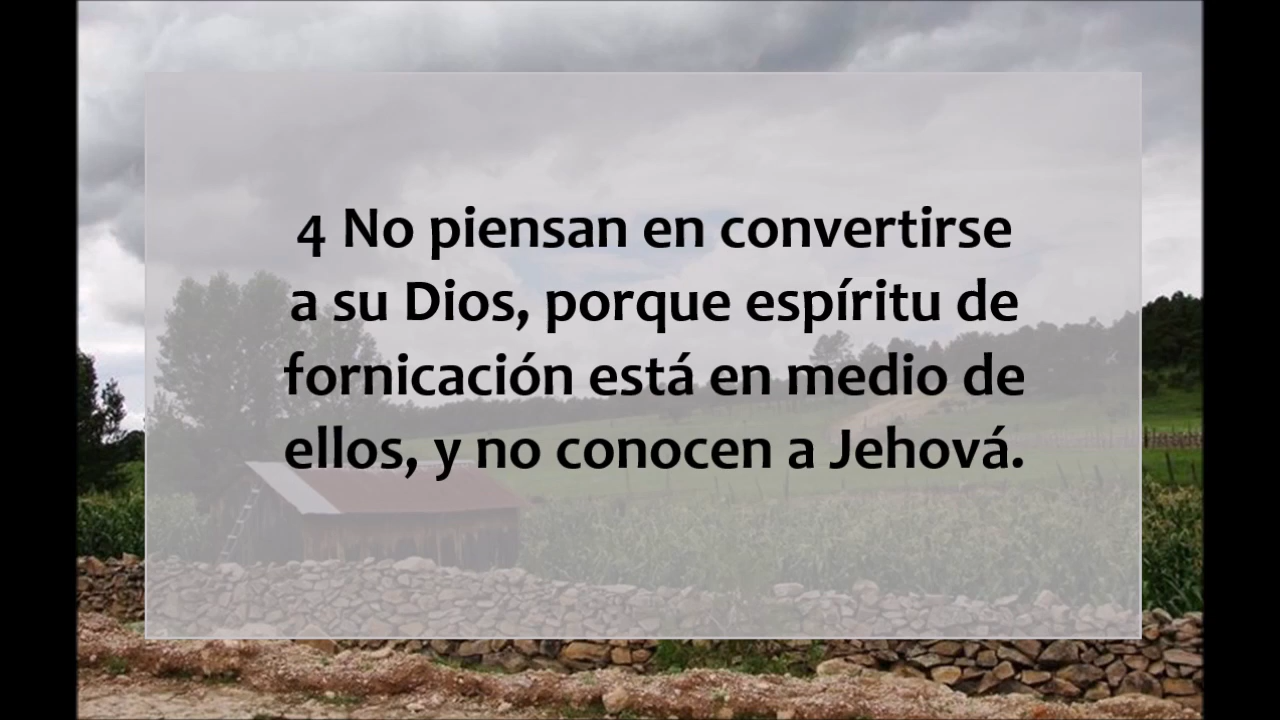 4 No piensan en convertirse
a su Dios, porque espíritu de
fornicación está en medio de
ellos, y no conocen a Jehová.